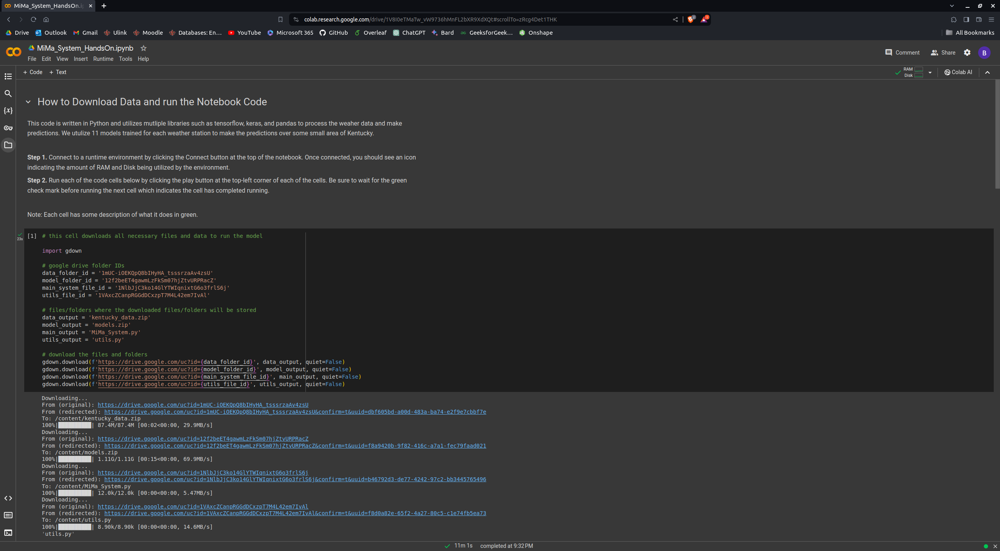 MiMa_System_HandsOn.ip
colab.research.google.com/drive/1V8I0eTMaTw_vW9736hMnFL2bXR9XdXQt#scrollTo=zRcg4Det1THK
2
1
Drive Outlook Gmail Ulink Moodle Databases: En... YouTube Microsoft 365 GitHub Overleaf ChatGPT Bard GeeksforGeek... Onshape All Bookmarks
MiMa_System_HandsOn.ipynb
File Edit View Insert Runtime Tools Help
Comment Share B
+ Code + Text
RAM
Disk
Colab AI
How to Download Data and run the Notebook Code
This code is written in Python and utilizes mutliple libraries such as tensorflow, keras, and pandas to process the weaher data and make
predictions. We utulize 11 models trained for each weather station to make the predictions over some small area of Kentucky.
Step 1. Connect to a runtime environment by clicking the Connect button at the top of the notebook. Once connected, you should see an icon
indicating the amount of RAM and Disk being utilized by the environment.
Step 2. Run each of the code cells below by clicking the play button at the top-left corner of each of the cells. Be sure to wait for the green
check mark before running the next cell which indicates the cell has completed running.
Note: Each cell has some description of what it does in green.
23s
[1] # this cell downloads all necessary files and data to run the model
import gdown
# google drive folder IDs
data_folder_id = '1mUC-iOEKQpQ8bIHyHA_tsssrzaAv4zsU'
model_folder_id = '12f2beET4gawmLzFkSm07hjZtvURPRacZ'
main_system_file_id = '1NlbJjC3ko14GlYTWIqnixtG6o3frlS6j'
utils_file_id = '1VAxcZCanpRGGdDCxzpT7M4L42em7IvAl'
# files/folders where the downloaded files/folders will be stored
data_output = 'kentucky_data.zip'
model_output = 'models.zip'
main_output = 'MiMa_System.py'
utils_output = 'utils.py'
# download the files and folders
gdown.download(f'https://drive.google.com/uc?id={data_folder_id}', data_output, quiet=False)
gdown.download(f'https://drive.google.com/uc?id={model_folder_id}', model_output, quiet=False)
gdown.download(f'https://drive.google.com/uc?id={main_system_file_id}', main_output, quiet=False)
gdown.download(f'https://drive.google.com/uc?id={utils_file_id}', utils_output, quiet=False)
Downloading...
From (original): https://drive.google.com/uc?id=1mUC-iOEKQpQ8bIHyHA_tsssrzaAv4zsU
From (redirected): https://drive.google.com/uc?id=1mUC-iOEKQpQ8bIHyHA_tsssrzaAv4zsU&confirm=t&uuid=dbf605bd-a00d-483a-ba74-e2f9e7cbbf7e
To: /content/kentucky_data.zip
100%|██████████| 87.4M/87.4M [00:02<00:00, 29.9MB/s]
Downloading...
From (original): https://drive.google.com/uc?id=12f2beET4gawmLzFkSm07hjZtvURPRacZ
From (redirected): https://drive.google.com/uc?id=12f2beET4gawmLzFkSm07hjZtvURPRacZ&confirm=t&uuid=f8a9420b-9f82-416c-a7a1-fec79faad021
To: /content/models.zip
100%|██████████| 1.11G/1.11G [00:15<00:00, 69.9MB/s]
Downloading...
From (original): https://drive.google.com/uc?id=1NlbJjC3ko14GlYTWIqnixtG6o3frlS6j
From (redirected): https://drive.google.com/uc?id=1NlbJjC3ko14GlYTWIqnixtG6o3frlS6j&confirm=t&uuid=b46792d3-de77-4242-97c2-bb3445765496
To: /content/MiMa_System.py
100%|██████████| 12.0k/12.0k [00:00<00:00, 5.47MB/s]
Downloading...
From (original): https://drive.google.com/uc?id=1VAxcZCanpRGGdDCxzpT7M4L42em7IvAl
From (redirected): https://drive.google.com/uc?id=1VAxcZCanpRGGdDCxzpT7M4L42em7IvAl&confirm=t&uuid=f8d0a82e-65f2-4a27-80c5-c1e74fb5ea73
To: /content/utils.py
100%|██████████| 8.90k/8.90k [00:00<00:00, 14.6MB/s]
'utils.py'
11m 1s completed at 9:32 PM